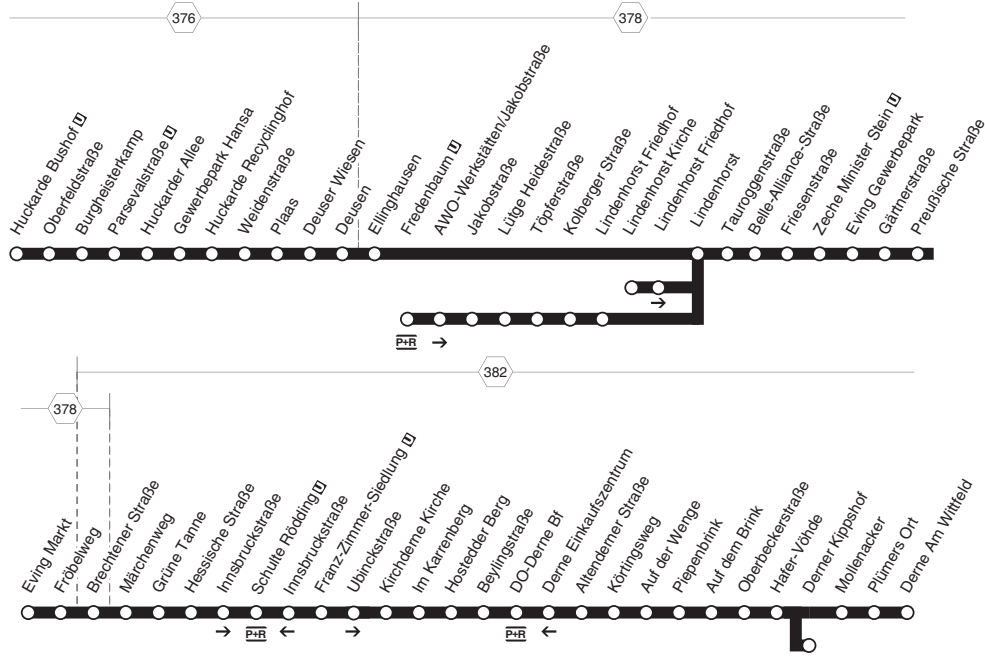 376
378
Huckarde Bushof U
Oberfeldstraße
Burgheisterkamp
Parsevalstraße U
Huckarder Allee
Gewerbepark Hansa
Huckarde Recyclinghof
Weidenstraße
Plaas
Deuser Wiesen
Deusen
Ellinghausen
Fredenbaum U
AWO-Werkstätten/Jakobstraße
Jakobstraße
Lütge Heidestraße
Töpferstraße
Kolberger Straße
Lindenhorst Friedhof
Lindenhorst Kirche
Lindenhorst Friedhof
Lindenhorst
Tauroggenstraße
Belle-Alliance-Straße
Friesenstraße
Zeche Minister Stein U
Eving Gewerbepark
Gärtnerstraße
Preußische Straße
P+R
382
378
Eving Markt
Fröbelweg
Brechtener Straße
Märchenweg
Grüne Tanne
Hessische Straße
Innsbruckstraße
Schulte Rödding U
Innsbruckstraße
Franz-Zimmer-Siedlung U
Ubinckstraße
Kirchderne Kirche
Im Karrenberg
Hostedder Berg
Beylingstraße
DO-Derne Bf
Derne Einkaufszentrum
Altenderner Straße
Körtingsweg
Auf der Wenge
Piepenbrink
Auf dem Brink
Oberbeckerstraße
Hafer-Vöhde
Derner Kippshof
Mollenacker
Plümers Ort
Derne Am Wittfeld
P+R
P+R